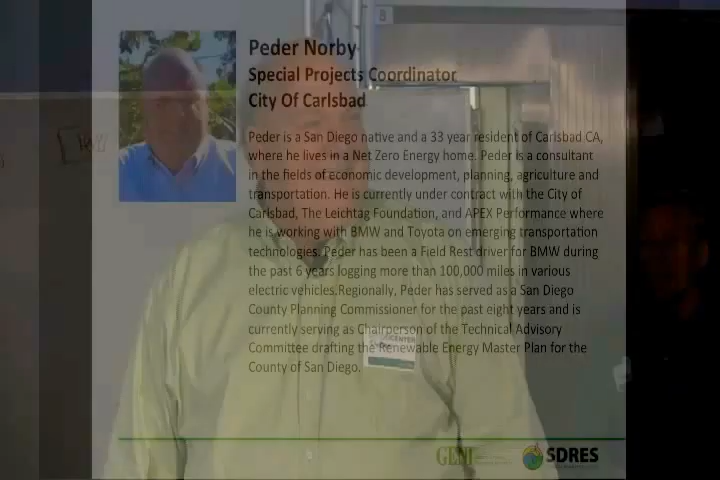 8
Peder Norby
Special Projects Coordinator
City Of Carlsbad
Peder is a San Diego native and a 33 year resident of Carlsbad CA,
where he lives in a Net Zero Energy home. Peder is a consultant
in the fields of economic development, planning, agriculture and
transportation. He is currently under contract with the City of
Carlsbad, The Leichtag Foundation, and APEX Performance where
he is working with BMW and Toyota on emerging transportation
technologies. Peder has been a Field Rest driver for BMW during
the past 6 years logging more than 100,000 miles in various
electric vehicles.Regionally, Peder has served as a San Diego
County Planning Commissioner for the past eight years and is
currently serving as Chairperson of the Technical Advisory
Committee drafting the Renewable Energy Master Plan for the
County of San Diego.
CENTER
GENI
SDRES